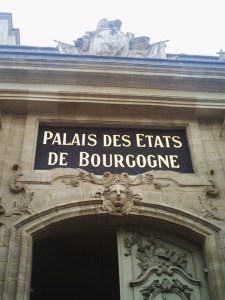 PALAIS DES ETATS
DE BOURGOGNE